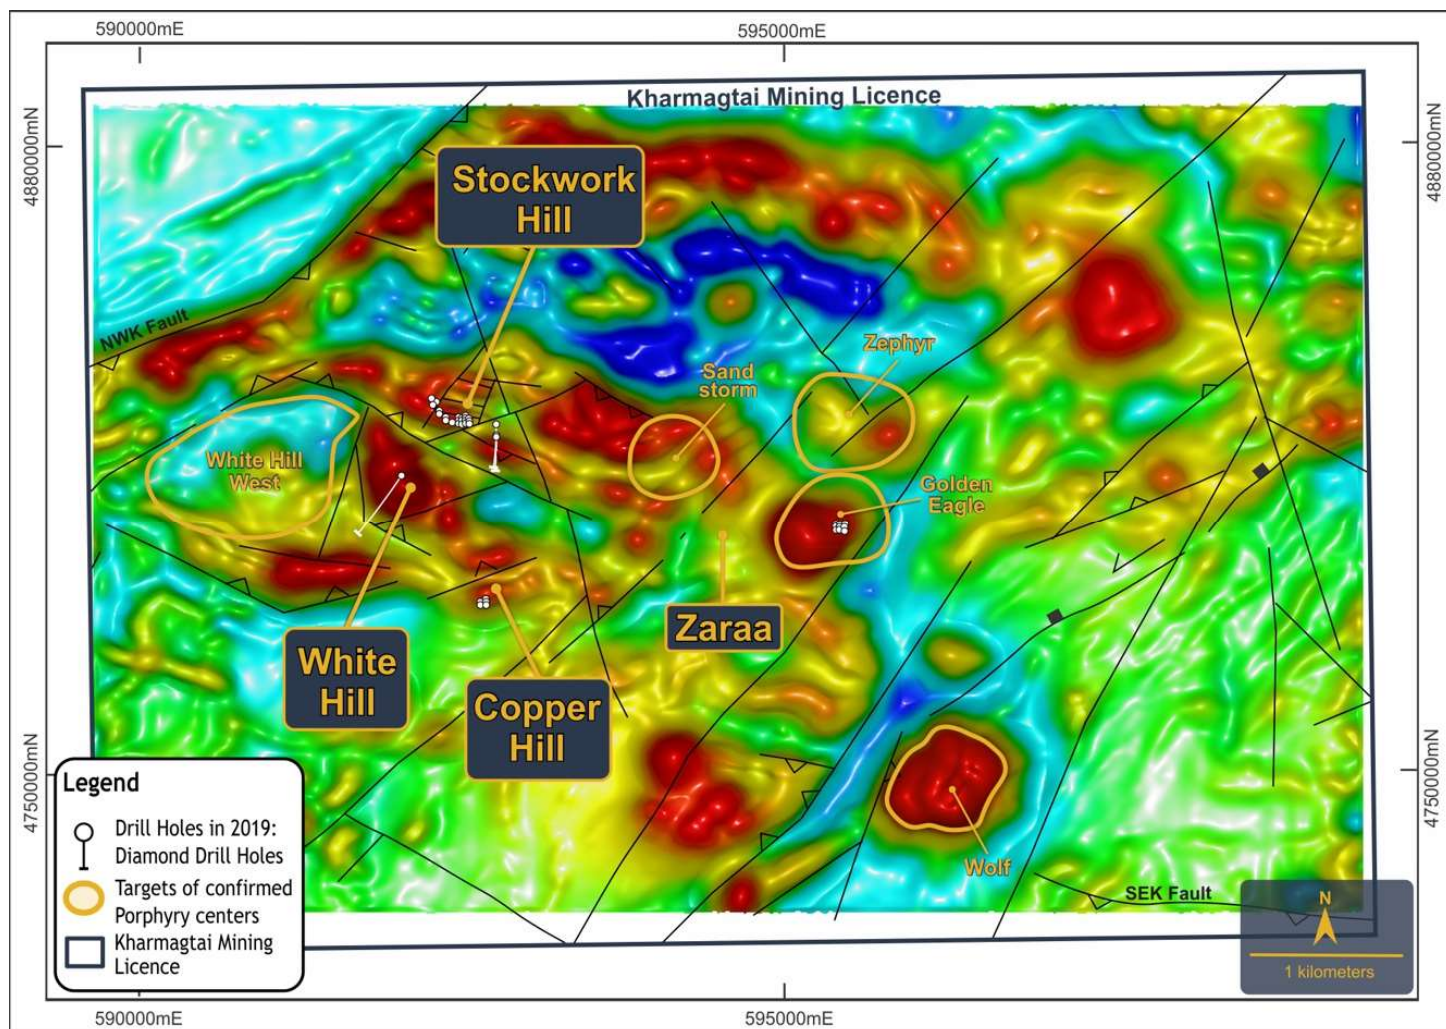 590000mE
595000mE
Kharmagtai Mining Licence
4880000mN
4880000mN
Stockwork
Hill
NWK Fault
Zephyr
Sand
storm
White Hill
West
Golden
Eagle
Zaraa
White
Hill
Copper
Hill
4750000mN
4750000mN
Wolf
SEK Fault
Legend
Drill Holes in 2019:
Diamond Drill Holes
Targets of confirmed
Porphyry centers
Kharmagtai Mining
Licence
N
1 kilometers
590000mE
595000mE